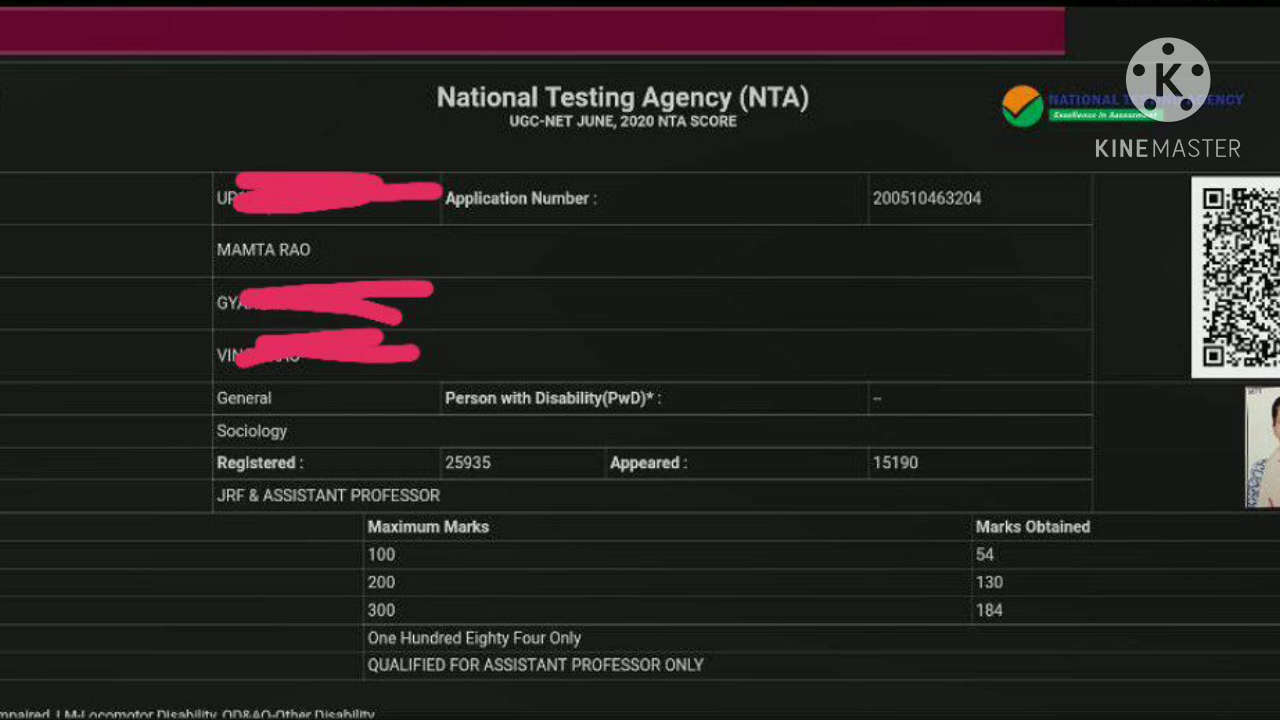 National Testing Agency (NTA)
UGC-NET JUNE, 2020 NTA SCORE
NATIONAL AGENCY
Excellence in Assessment
K
KINEMASTER
Application Number : 200510463204
MAMTA RAO
General Person with Disability(PwD)* : --
Sociology
Registered : 25935 Appeared : 15190
JRF & ASSISTANT PROFESSOR
Maximum Marks Marks Obtained
100 54
200 130
300 184
One Hundred Eighty Four Only
QUALIFIED FOR ASSISTANT PROFESSOR ONLY
LM-Locomotor Disability, OD&AO-Other Disability